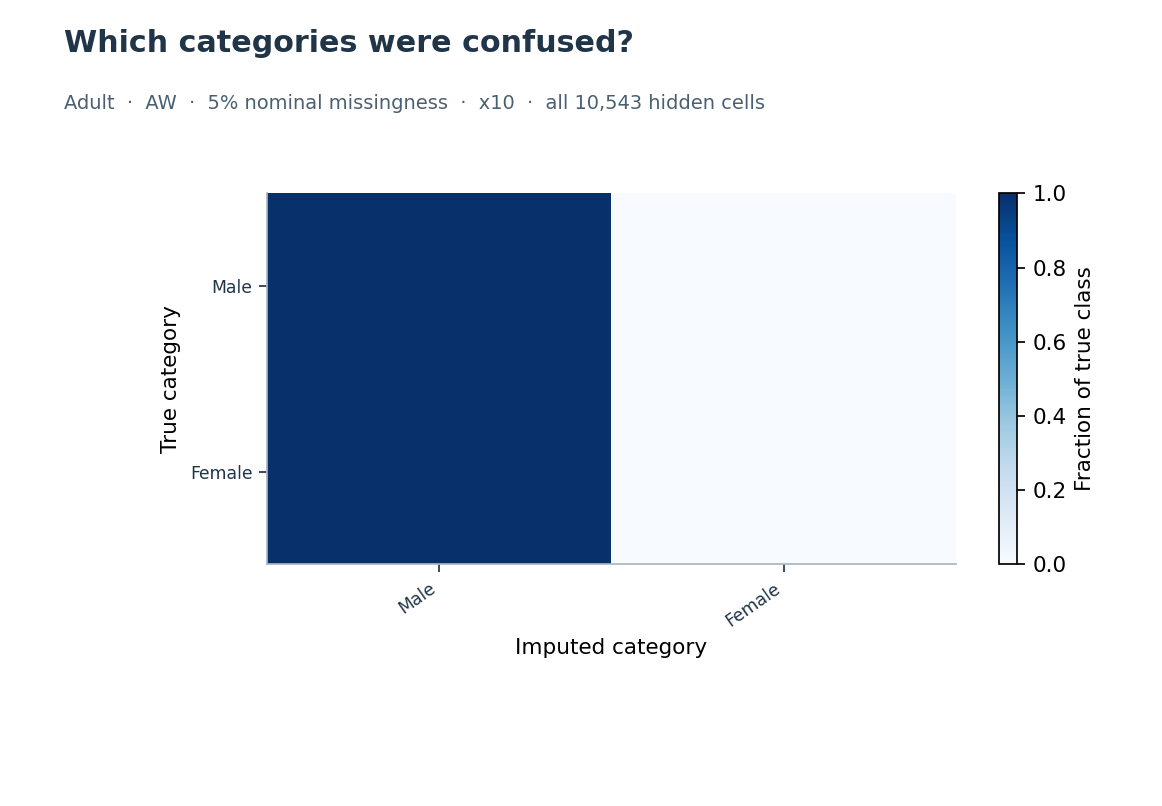 Which categories were confused?
Adult · AW · 5% nominal missingness · x10 · all 10,543 hidden cells
True category
Male
Female
Male
Female
Imputed category
1.0
0.8
0.6
0.4
0.2
0.0
Fraction of true class